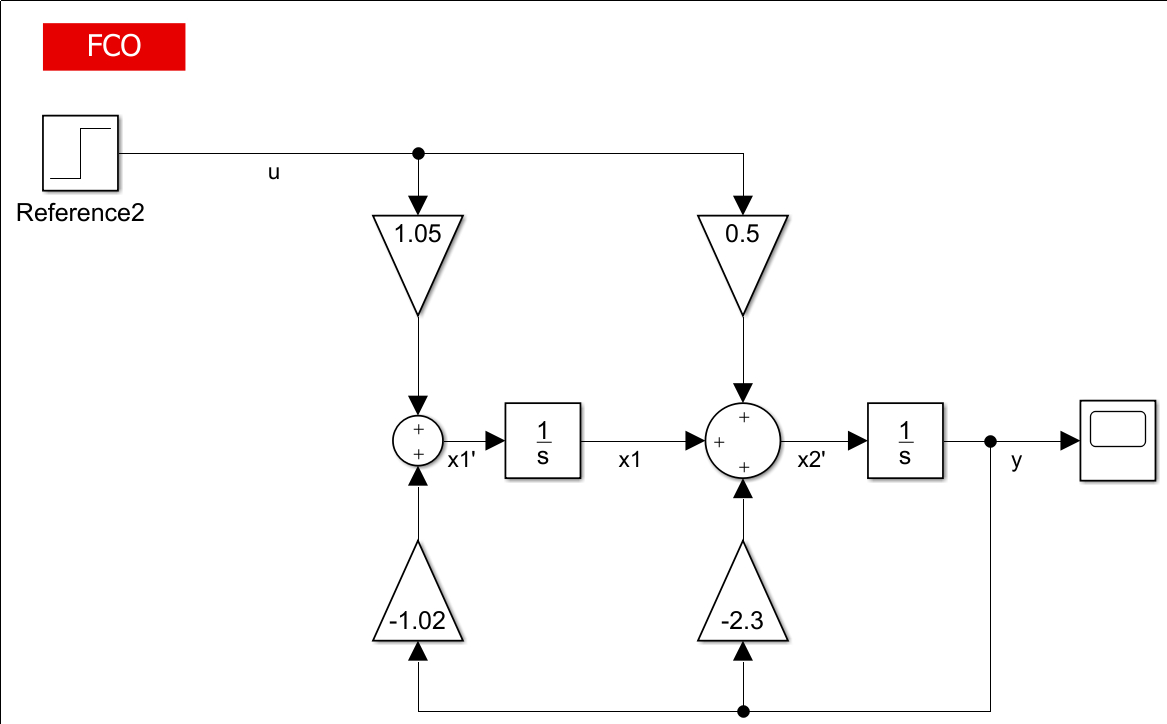 FCO
u
Reference2
1.05
0.5
+
+
+
+
+
1
s
1
s
x1'
x1
x2'
y
-1.02
-2.3